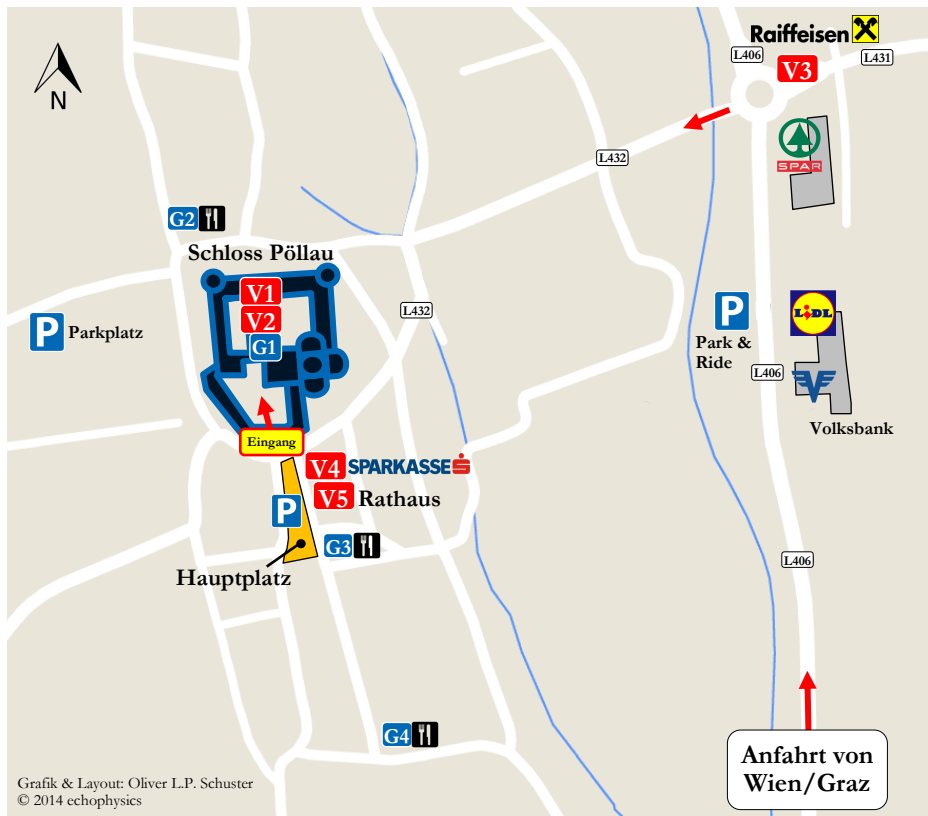 Raiffeisen
L406
L431
V3
N
SPAR
L432
G2
Schloss Pöllau
V1
V2
G1
L432
P
Parkplatz
P
Park &
Ride
LIDL
L406
Volksbank
Eingang
V4 SPARKASSE
V5 Rathaus
P
G3
Hauptplatz
L406
G4
Anfahrt von
Wien/Graz
Grafik & Layout: Oliver L.P. Schuster
© 2014 echophysics